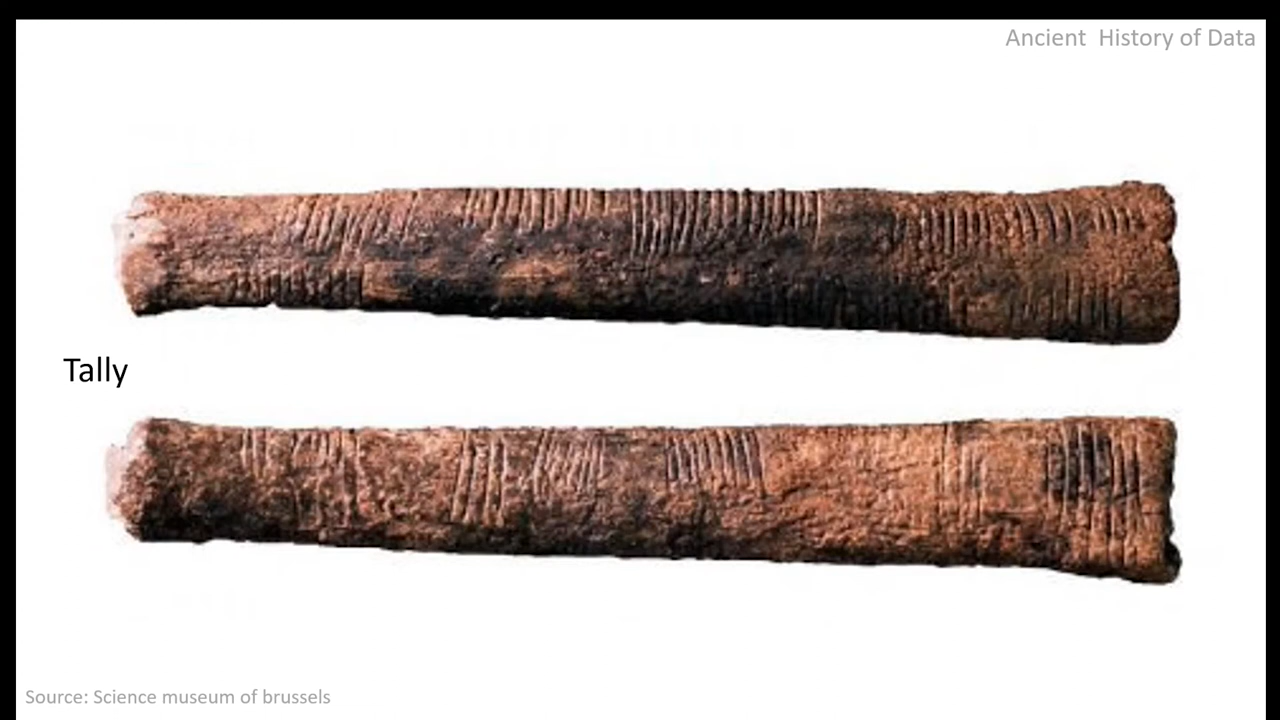 Ancient  History of Data
Tally
Source: Science museum of brussels